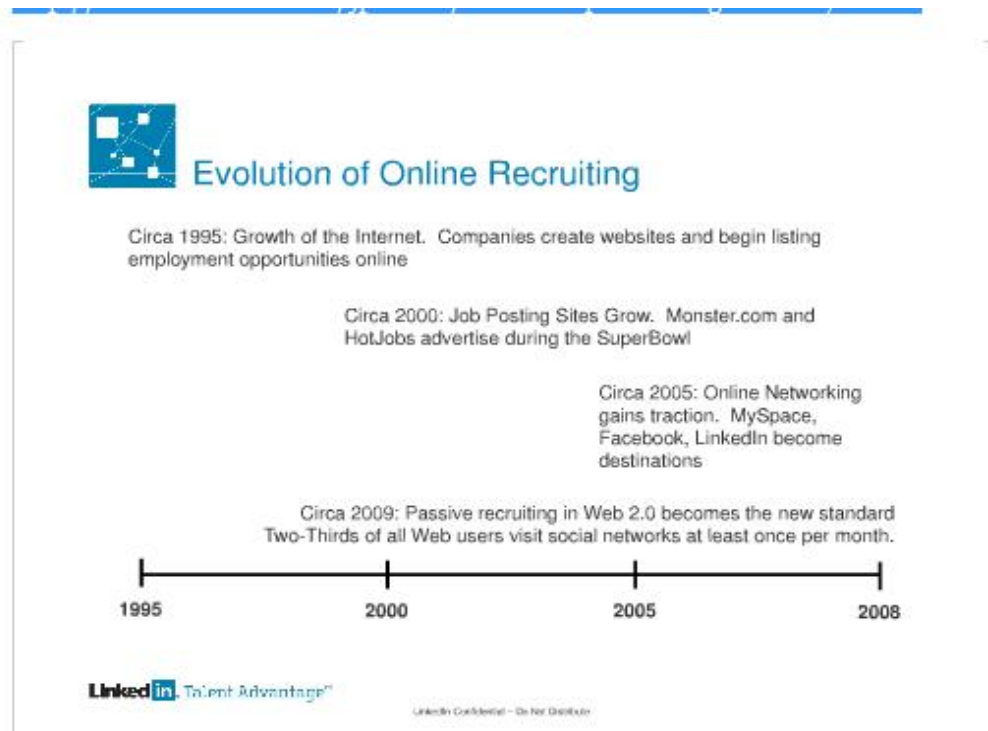 Evolution of Online Recruiting
Circa 1995: Growth of the Internet. Companies create websites and begin listing
employment opportunities online
Circa 2000: Job Posting Sites Grow. Monster.com and
HotJobs advertise during the SuperBowl
Circa 2005: Online Networking
gains traction. MySpace,
Facebook, LinkedIn become
destinations
Circa 2009: Passive recruiting in Web 2.0 becomes the new standard
Two-Thirds of all Web users visit social networks at least once per month.
1995 2000 2005 2008
Linked in. Talent Advantage™
LinkedIn Confidential – Do Not Distribute